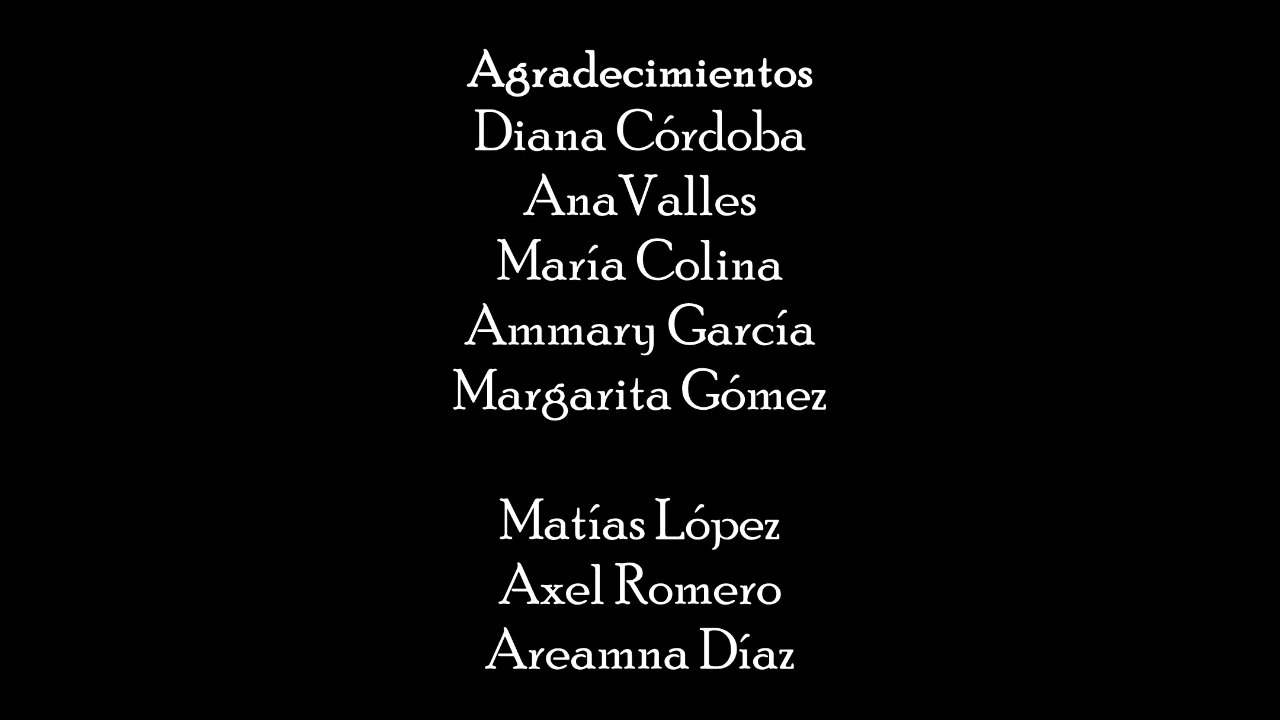 Agradecimientos
Diana Córdoba
Ana Valles
María Colina
Ammary García
Margarita Gómez
Matías López
Axel Romero
Areamna Díaz